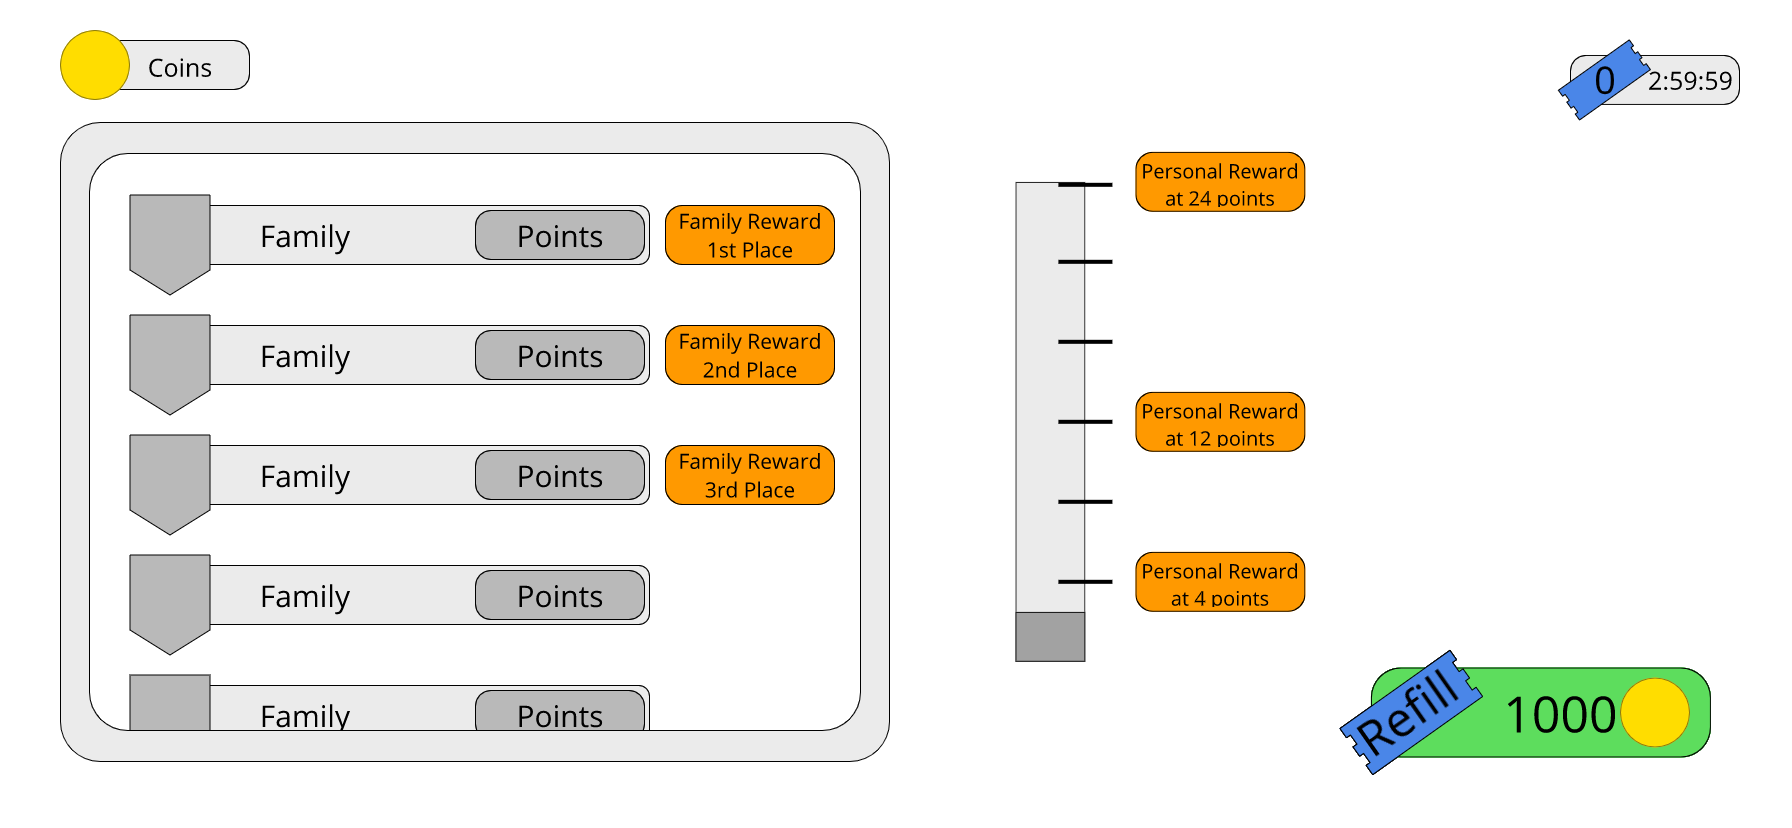 Coins
0
2:59:59
Family
Points
Family Reward
1st Place
Family
Points
Family Reward
2nd Place
Family
Points
Family Reward
3rd Place
Family
Points
Family
Points
Personal Reward
at 24 points
Personal Reward
at 12 points
Personal Reward
at 4 points
Refill
1000